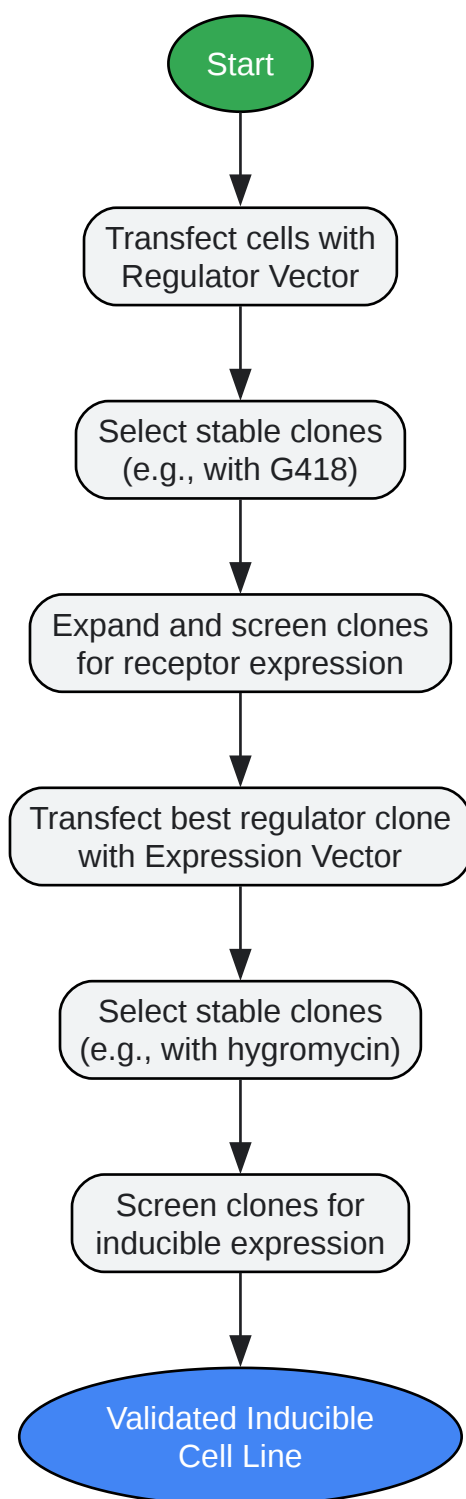 Start
Transfect cells with
Regulator Vector
Select stable clones
(e.g., with G418)
Expand and screen clones
for receptor expression
Transfect best regulator clone
with Expression Vector
Select stable clones
(e.g., with hygromycin)
Screen clones for
inducible expression
Validated Inducible
Cell Line